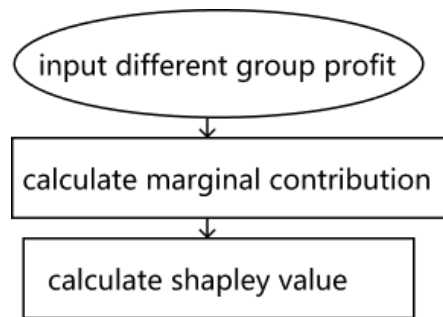 input different group profit
calculate marginal contribution
calculate shapley value